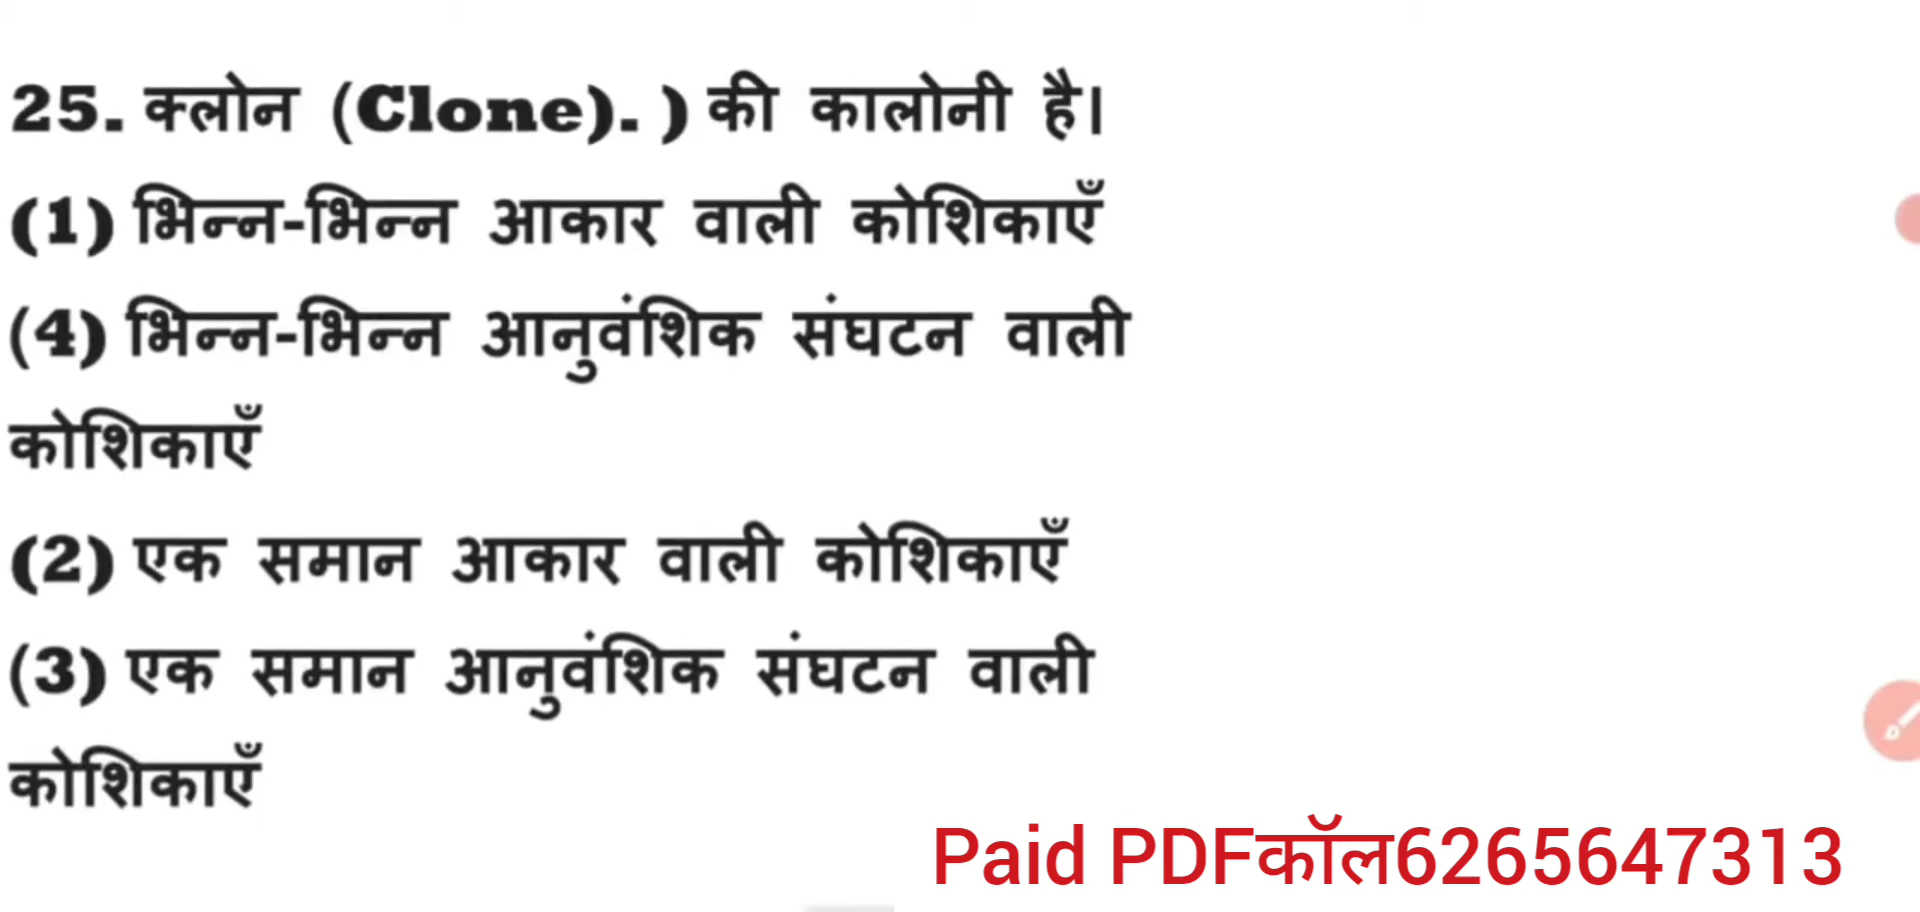 25. क्लोन (Clone). ) की कालोनी है।
(1) भिन्न-भिन्न आकार वाली कोशिकाएँ
(4) भिन्न-भिन्न आनुवंशिक संघटन वाली
कोशिकाएँ
(2) एक समान आकार वाली कोशिकाएँ
(3) एक समान आनुवंशिक संघटन वाली
कोशिकाएँ
Paid PDFकॉल6265647313